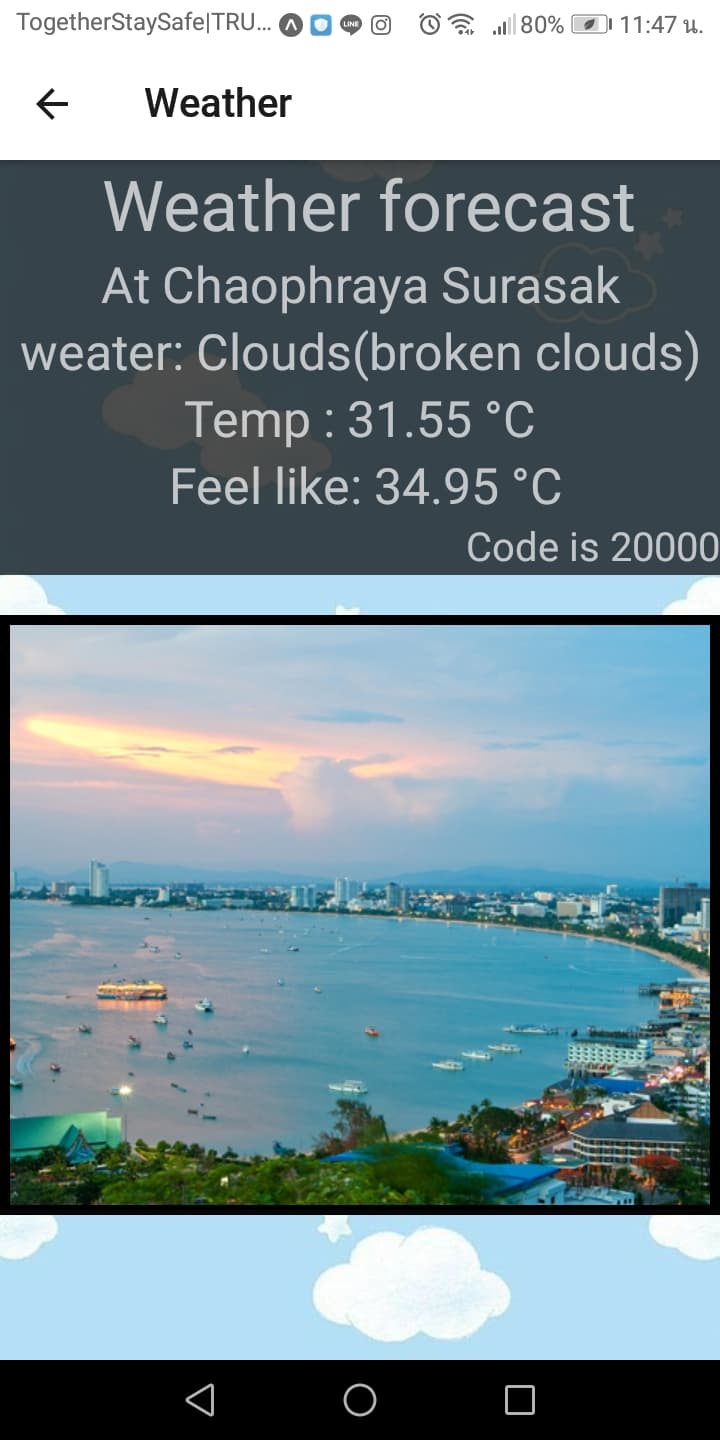 TogetherStaySafe|TRU... LINE 80% 11:47 น.
Weather
Weather forecast
At Chaophraya Surasak
weater: Clouds(broken clouds)
Temp : 31.55 °C
Feel like: 34.95 °C
Code is 20000